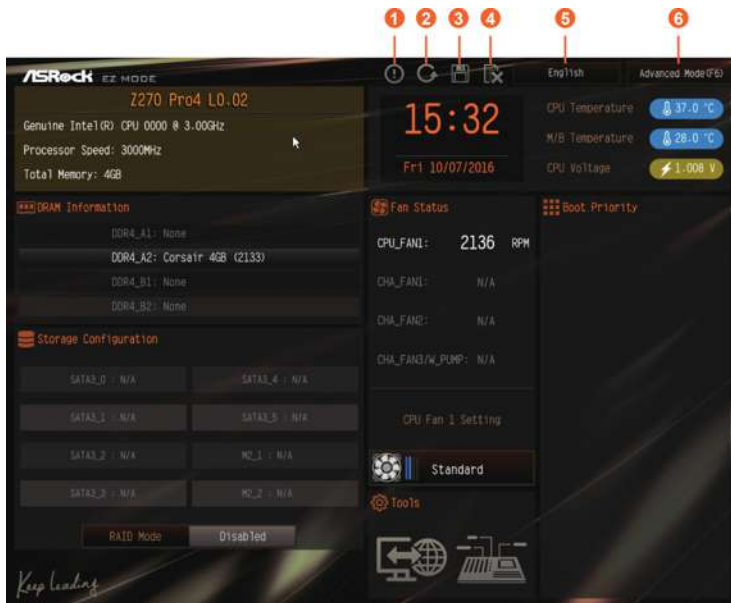 1 2 3 4 5 6
ASRock EZ MODE
English
Advanced Mode(F6)
Z270 Pro4 L0.02
Genuine Intel(R) CPU 0000 @ 3.00GHz
Processor Speed: 3000MHz
Total Memory: 4GB
15:32
Fri 10/07/2016
CPU Temperature 37.0 °C
M/B Temperature 28.0 °C
CPU Voltage 1.008 V
DRAM Information
DDR4_A1: None
DDR4_A2: Corsair 4GB (2133)
DDR4_B1: None
DDR4_B2: None
Storage Configuration
SATA3_0 : N/A
SATA3_4 : N/A
SATA3_1 : N/A
SATA3_5 : N/A
SATA3_2 : N/A
M2_1 : N/A
SATA3_3 : N/A
M2_2 : N/A
RAID Mode
Disabled
Fan Status
CPU_FAN1: 2136 RPM
CHA_FAN1: N/A
CHA_FAN2: N/A
CHA_FAN3/W_PUMP: N/A
CPU Fan 1 Setting
Standard
Tools
Boot Priority
Keep Leading